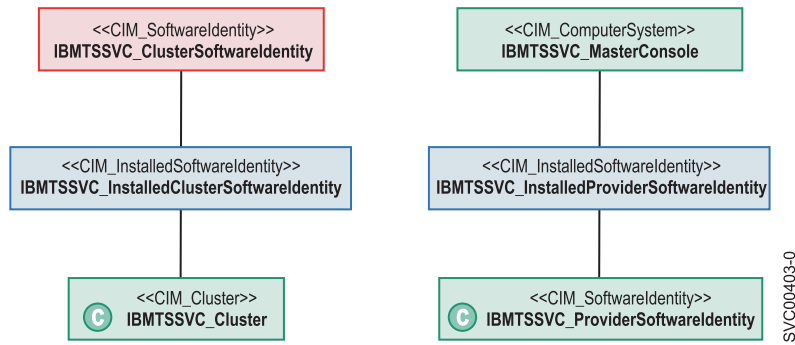 <<CIM_SoftwareIdentity>>
IBMTSSVC_ClusterSoftwareIdentity
<<CIM_InstalledSoftwareIdentity>>
IBMTSSVC_InstalledClusterSoftwareIdentity
<<CIM_Cluster>>
C
IBMTSSVC_Cluster
<<CIM_ComputerSystem>>
IBMTSSVC_MasterConsole
<<CIM_InstalledSoftwareIdentity>>
IBMTSSVC_InstalledProviderSoftwareIdentity
<<CIM_SoftwareIdentity>>
C
IBMTSSVC_ProviderSoftwareIdentity
SVC00403-0